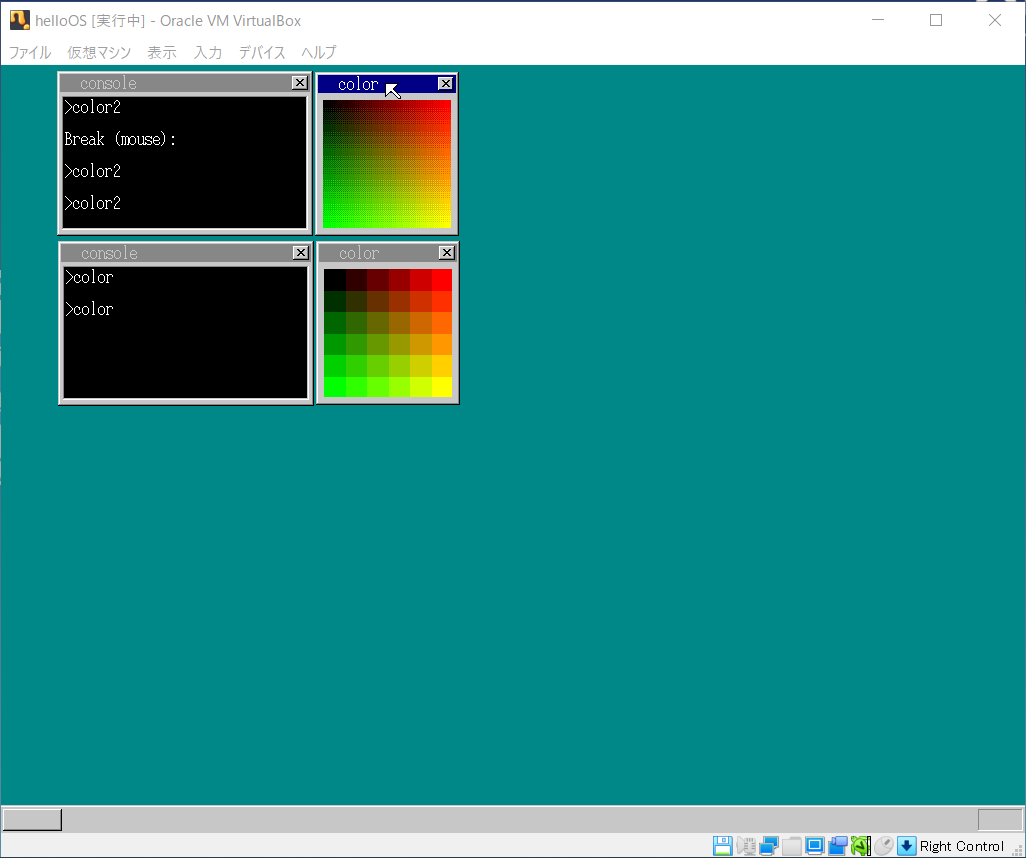 helloOS [実行中] - Oracle VM VirtualBox
ファイル 仮想マシン 表示 入力 デバイス ヘルプ
console
>color2
Break (mouse):
>color2
>color2
color
console
>color
>color
color
Right Control